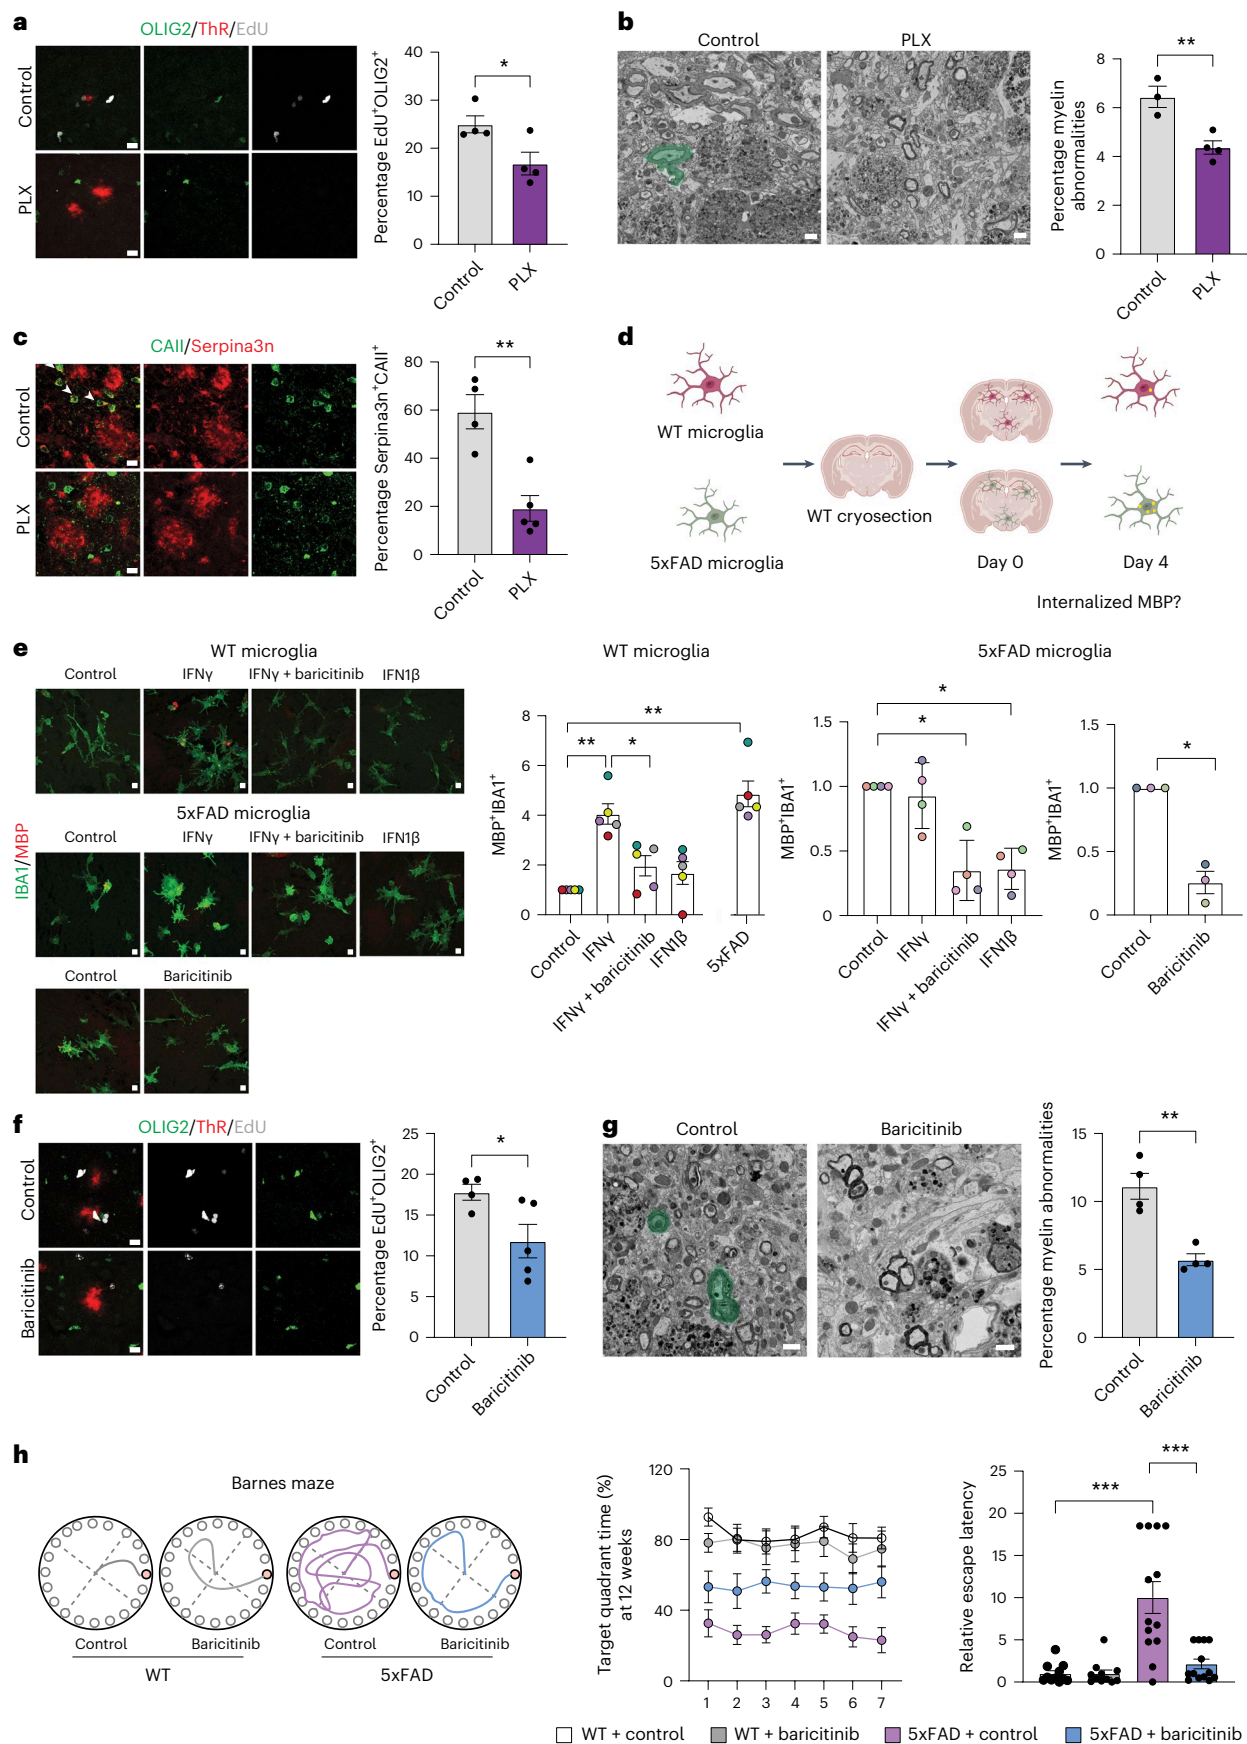 a
OLIG2/ThR/EdU
Control
PLX
Percentage EdU+OLIG2+
40
30
20
10
0
*
Control
PLX
b
Control
PLX
Percentage myelin
abnormalities
8
6
4
2
0
**
Control
PLX
c
CAII/Serpina3n
Control
PLX
Percentage Serpina3n+CAII+
80
60
40
20
0
**
Control
PLX
d
WT microglia
5xFAD microglia
WT cryosection
Day 0
Day 4
Internalized MBP?
e
WT microglia
Control
IFNγ
IFNγ + baricitinib
IFN1β
5xFAD microglia
Control
IFNγ
IFNγ + baricitinib
IFN1β
IBA1/MBP
Control
Baricitinib
WT microglia
MBP+IBA1+
8
6
4
2
0
**
*
**
Control
IFNγ
IFNγ + baricitinib
IFN1β
5xFAD
5xFAD microglia
MBP+IBA1+
1.5
1.0
0.5
0
*
*
Control
IFNγ
IFNγ + baricitinib
IFN1β
MBP+IBA1+
1.5
1.0
0.5
0
*
Control
Baricitinib
f
OLIG2/ThR/EdU
Control
Baricitinib
Percentage EdU+OLIG2+
25
20
15
10
5
0
*
Control
Baricitinib
g
Control
Baricitinib
Percentage myelin abnormalities
15
10
5
0
**
Control
Baricitinib
h
Barnes maze
Control
Baricitinib
WT
Control
Baricitinib
5xFAD
Target quadrant time (%)
at 12 weeks
120
80
40
0
1 2 3 4 5 6 7
Relative escape latency
25
20
15
10
5
0
***
***
WT + control
WT + baricitinib
5xFAD + control
5xFAD + baricitinib